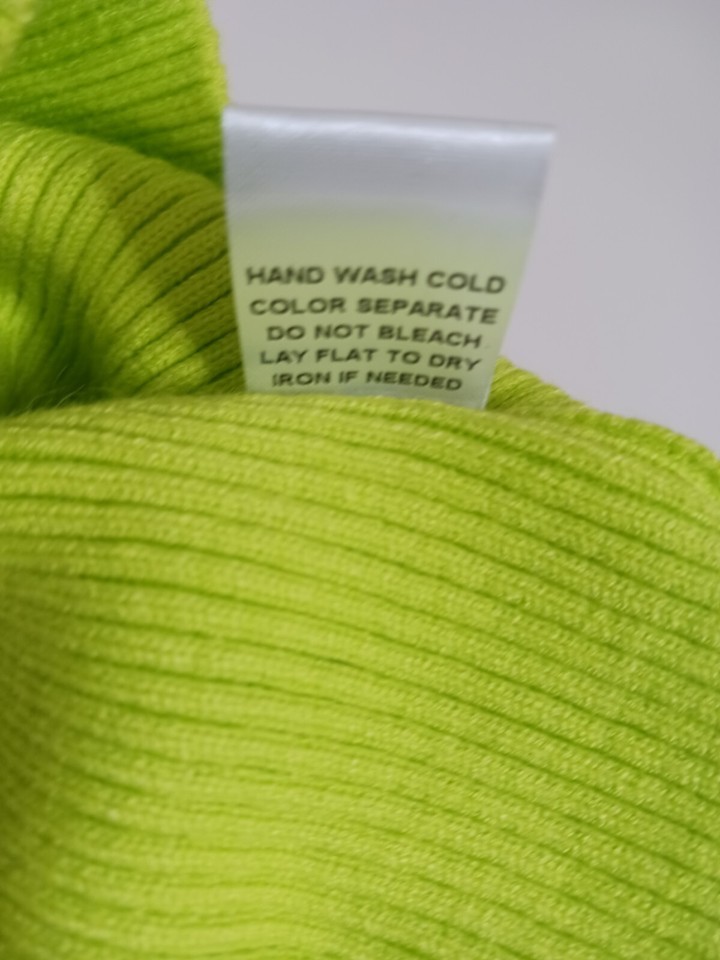 HAND WASH COLD
COLOR SEPARATE
DO NOT BLEACH
LAY FLAT TO DRY
IRON IF NEEDED